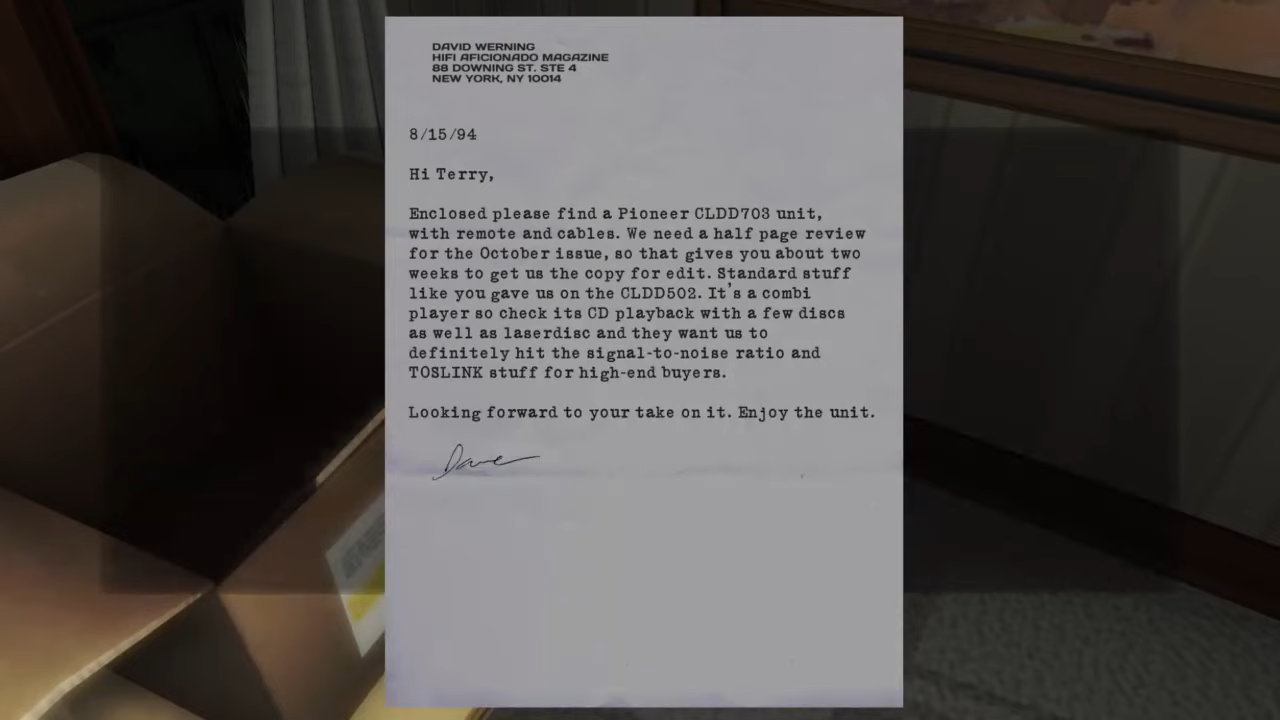 DAVID WERNING
HIFI AFICIONADO MAGAZINE
88 DOWNING ST. STE 4
NEW YORK, NY 10014
8/15/94
Hi Terry,
Enclosed please find a Pioneer CLDD703 unit,
with remote and cables. We need a half page review
for the October issue, so that gives you about two
weeks to get us the copy for edit. Standard stuff
like you gave us on the CLDD502. It's a combi
player so check its CD playback with a few discs
as well as laserdisc and they want us to
definitely hit the signal-to-noise ratio and
TOSLINK stuff for high-end buyers.
Looking forward to your take on it. Enjoy the unit.
Dave